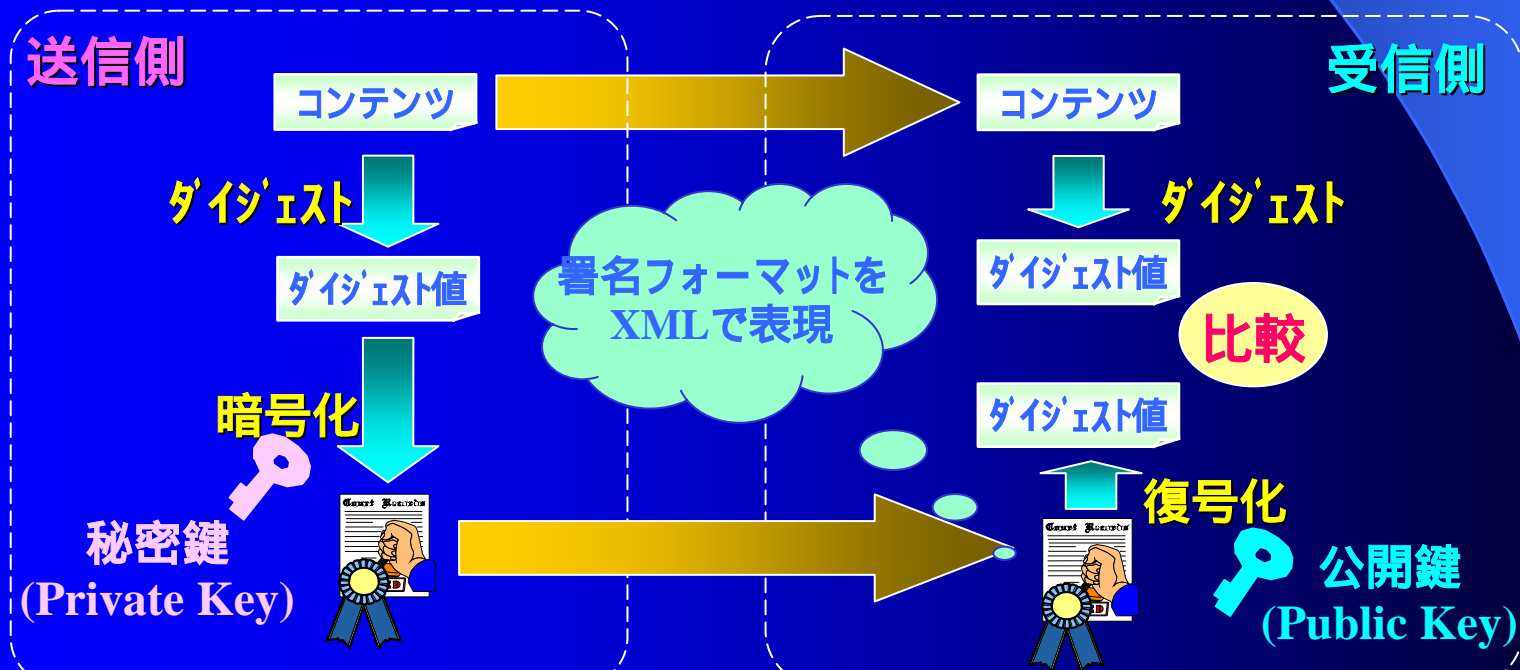 送信側
コンテンツ
ﾀﾞｲｼﾞｪｽﾄ
ﾀﾞｲｼﾞｪｽﾄ値
暗号化
秘密鍵
(Private Key)
Court Records
署名フォーマットを
XMLで表現
受信側
コンテンツ
ﾀﾞｲｼﾞｪｽﾄ
ﾀﾞｲｼﾞｪｽﾄ値
比較
ﾀﾞｲｼﾞｪｽﾄ値
復号化
Court Records
公開鍵
(Public Key)